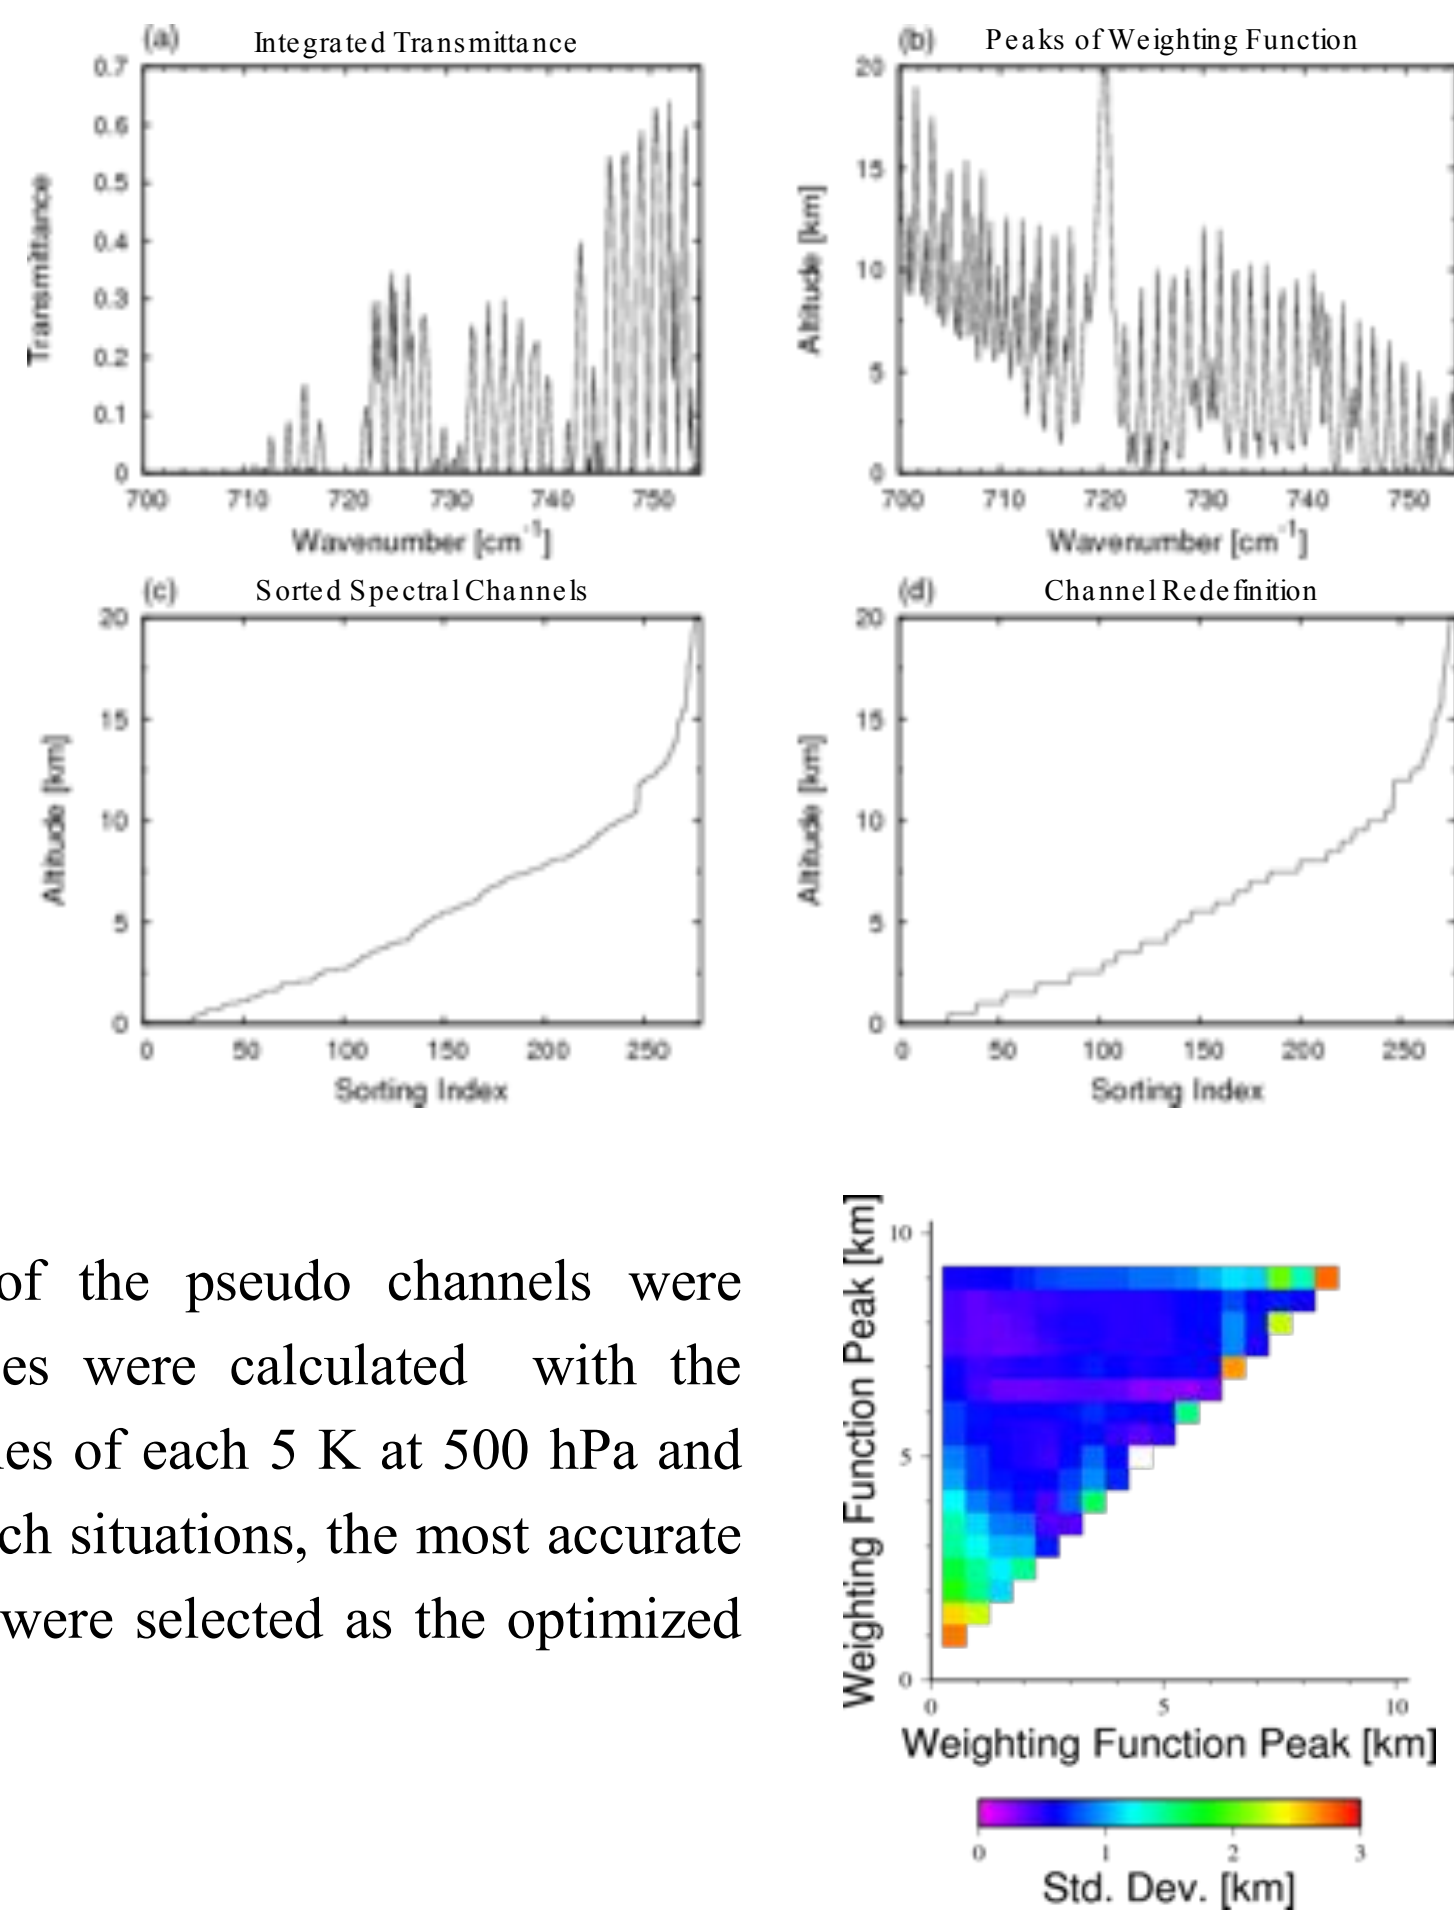 (a) Integrated Transmittance
0.7
0.6
0.5
0.4
0.3
0.2
0.1
0
Transmittance
700 710 720 730 740 750
Wavenumber [cm-1]
(b) Peaks of Weighting Function
20
15
10
5
0
Altitude [km]
700 710 720 730 740 750
Wavenumber [cm-1]
(c) Sorted Spectral Channels
20
15
10
5
0
Altitude [km]
0 50 100 150 200 250
Sorting Index
(d) Channel Redefinition
20
15
10
5
0
Altitude [km]
0 50 100 150 200 250
Sorting Index
of the pseudo channels were
es were calculated with the
les of each 5 K at 500 hPa and
ch situations, the most accurate
were selected as the optimized
Weighting Function Peak [km]
10
5
0
0 5 10
Weighting Function Peak [km]
0 1 2 3
Std. Dev. [km]